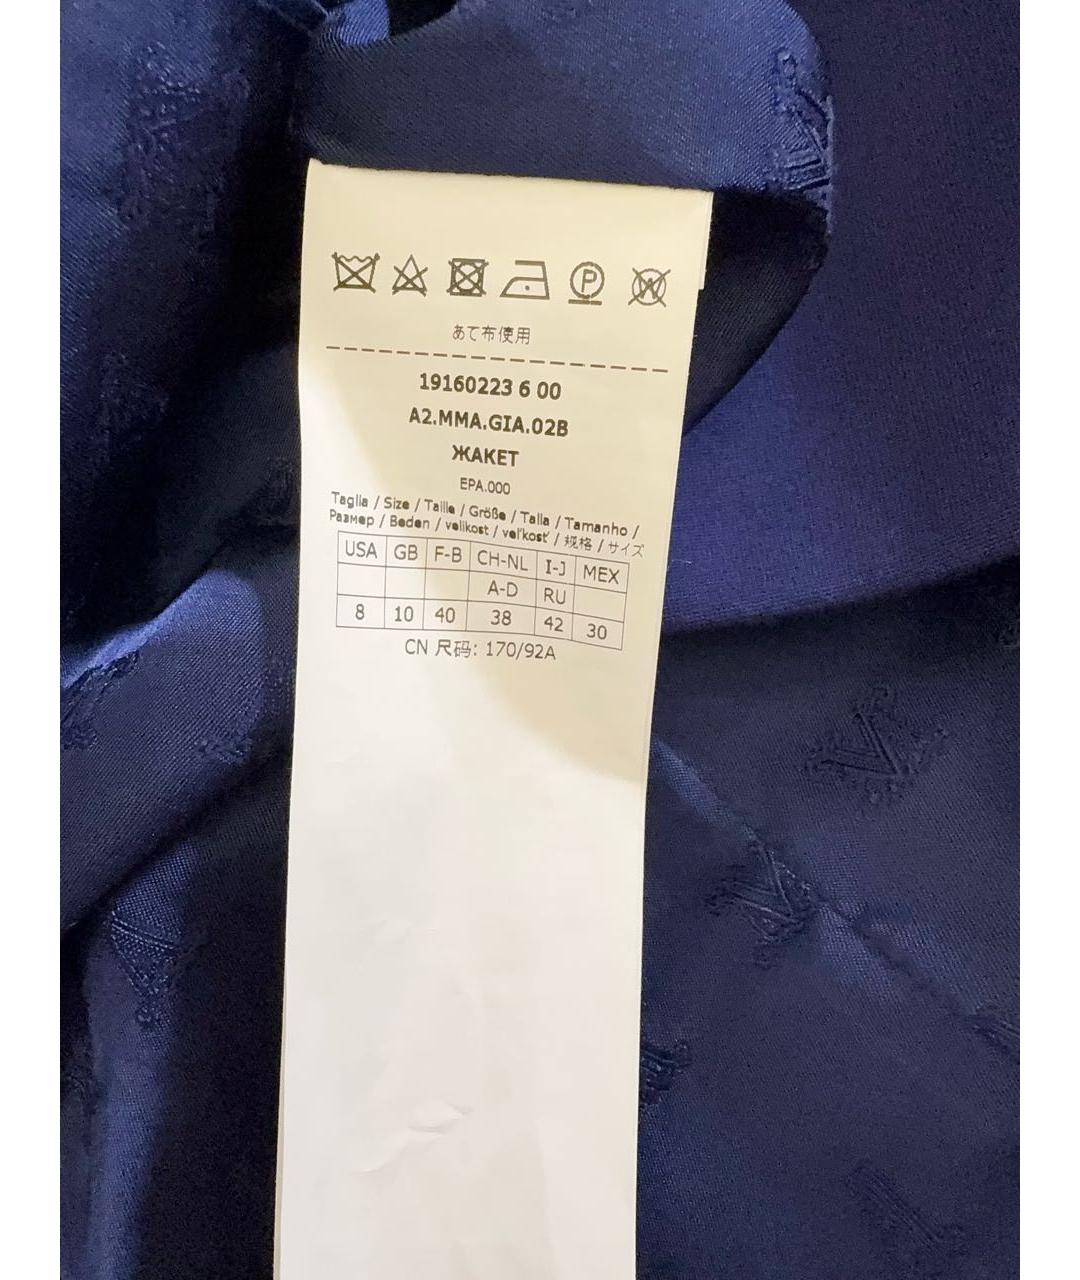 P W
あて布使用
19160223 6 00
A2.MMA.GIA.02B
ЖАКЕТ
EPA.000
Taglia / Size / Taille / Größe / Talla / Tamanho /
Размер / Beden / velikost / veľkosť / 规格 / サイズ
USA GB F-B CH-NL I-J MEX
A-D RU
8 10 40 38 42 30
CN 尺码: 170/92A